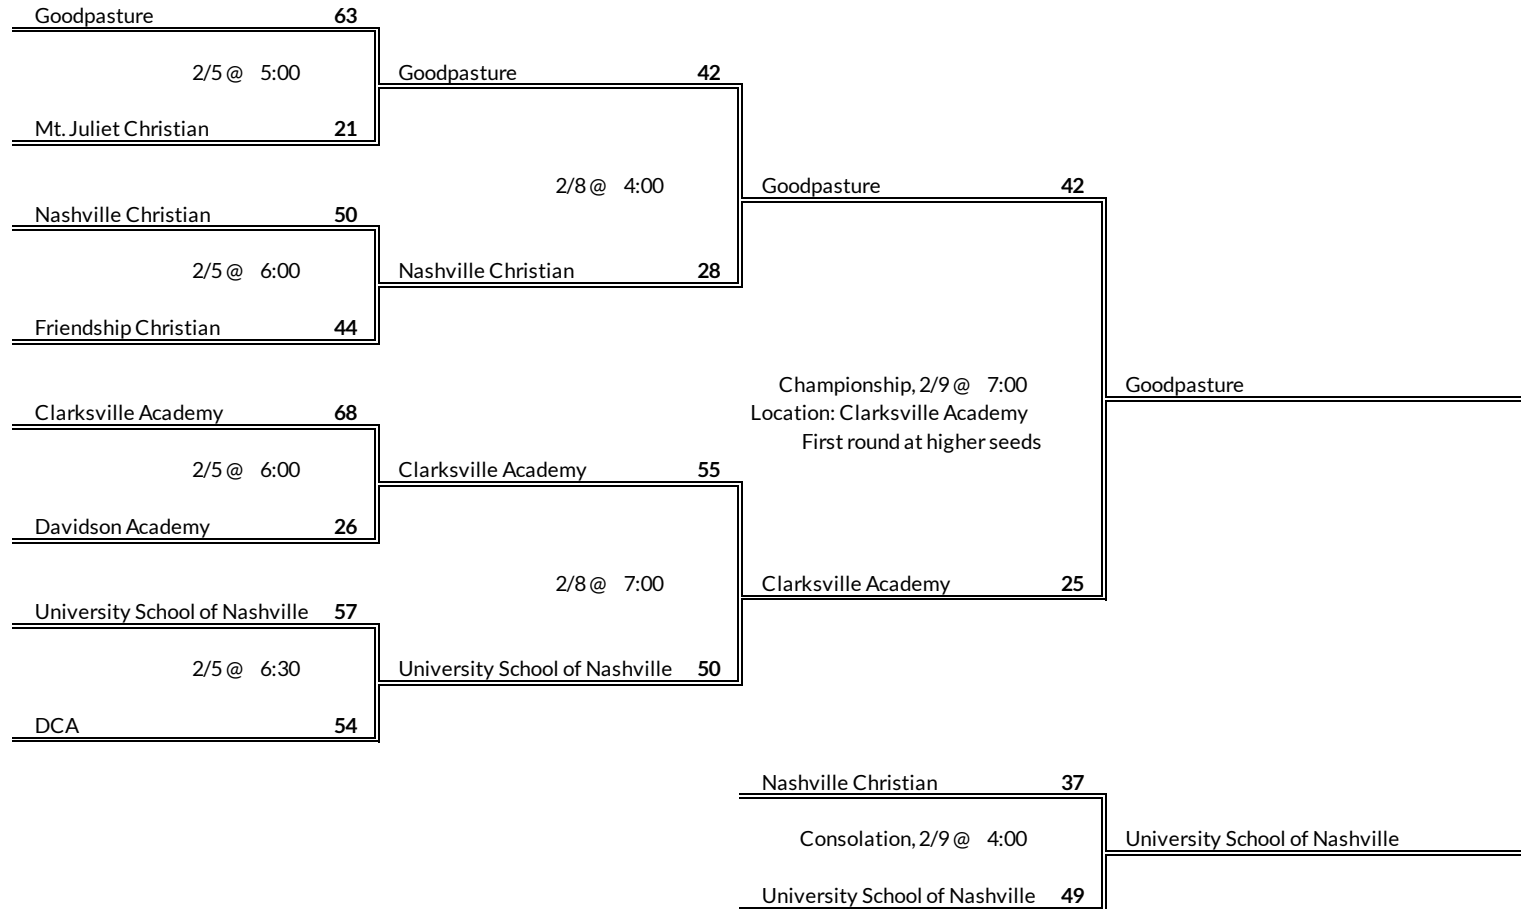 Goodpasture 63
2/5 @ 5:00
Mt. Juliet Christian 21
Nashville Christian 50
2/5 @ 6:00
Friendship Christian 44
Clarksville Academy 68
2/5 @ 6:00
Davidson Academy 26
University School of Nashville 57
2/5 @ 6:30
DCA 54
Goodpasture 42
2/8 @ 4:00
Nashville Christian 28
Clarksville Academy 55
2/8 @ 7:00
University School of Nashville 50
Goodpasture 42
Championship, 2/9 @ 7:00
Location: Clarksville Academy
First round at higher seeds
Clarksville Academy 25
Goodpasture
Nashville Christian 37
Consolation, 2/9 @ 4:00
University School of Nashville 49
University School of Nashville